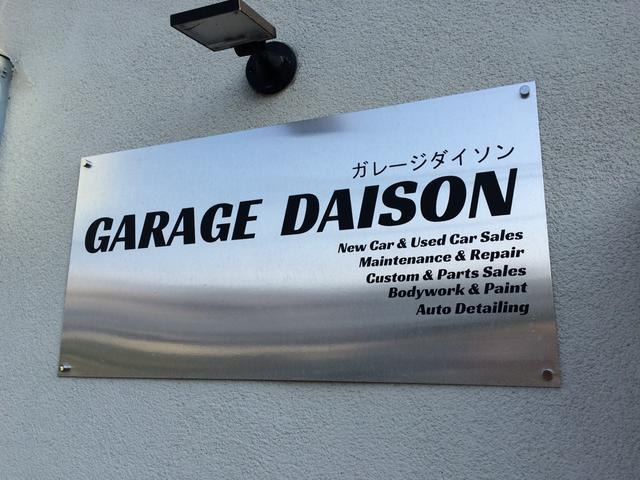 ガレージダイソン
GARAGE DAISON
New Car & Used Car Sales
Maintenance & Repair
Custom & Parts Sales
Bodywork & Paint
Auto Detailing